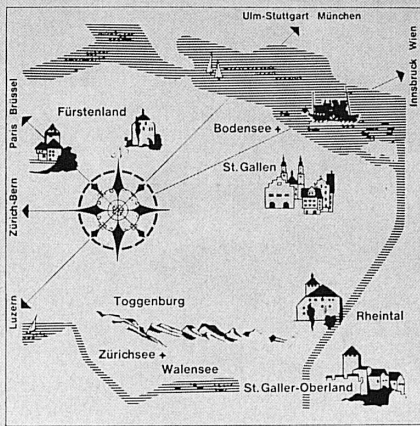 Ulm-Stuttgart München
Innsbruck Wien
Paris Brüssel
Fürstenland
Bodensee +
St.Gallen
Zürich-Bern
Luzern
Toggenburg
Rheintal
Zürichsee +
Walensee
St.Galler-Oberland